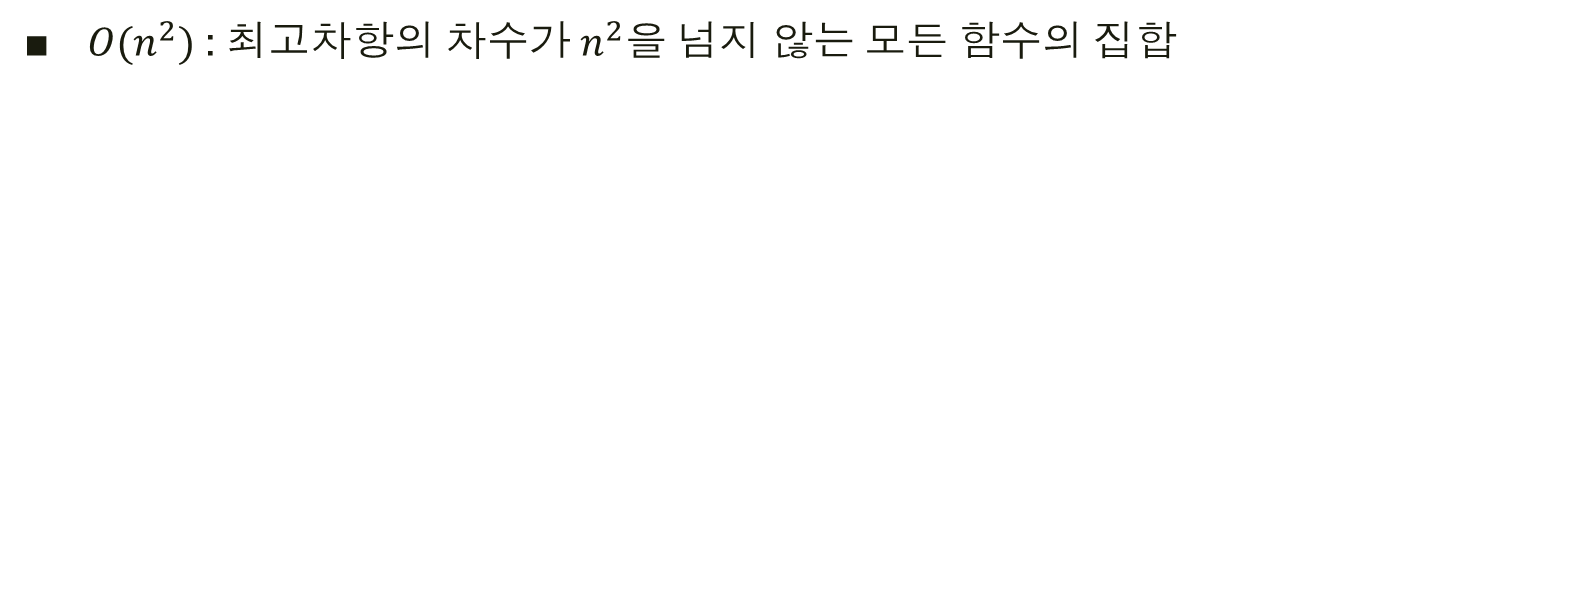 ■ O(n²) : 최고차항의 차수가 n²을 넘지 않는 모든 함수의 집합